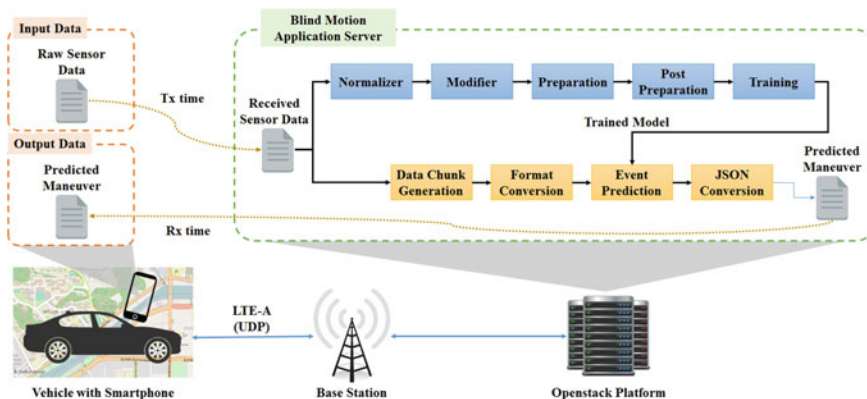 Input Data
Raw Sensor
Data
Tx time
Output Data
Predicted
Maneuver
Rx time
Blind Motion
Application Server
Received
Sensor Data
Normalizer
Modifier
Preparation
Post
Preparation
Training
Trained Model
Data Chunk
Generation
Format
Conversion
Event
Prediction
JSON
Conversion
Predicted
Maneuver
LTE-A
(UDP)
Vehicle with Smartphone
Base Station
Openstack Platform